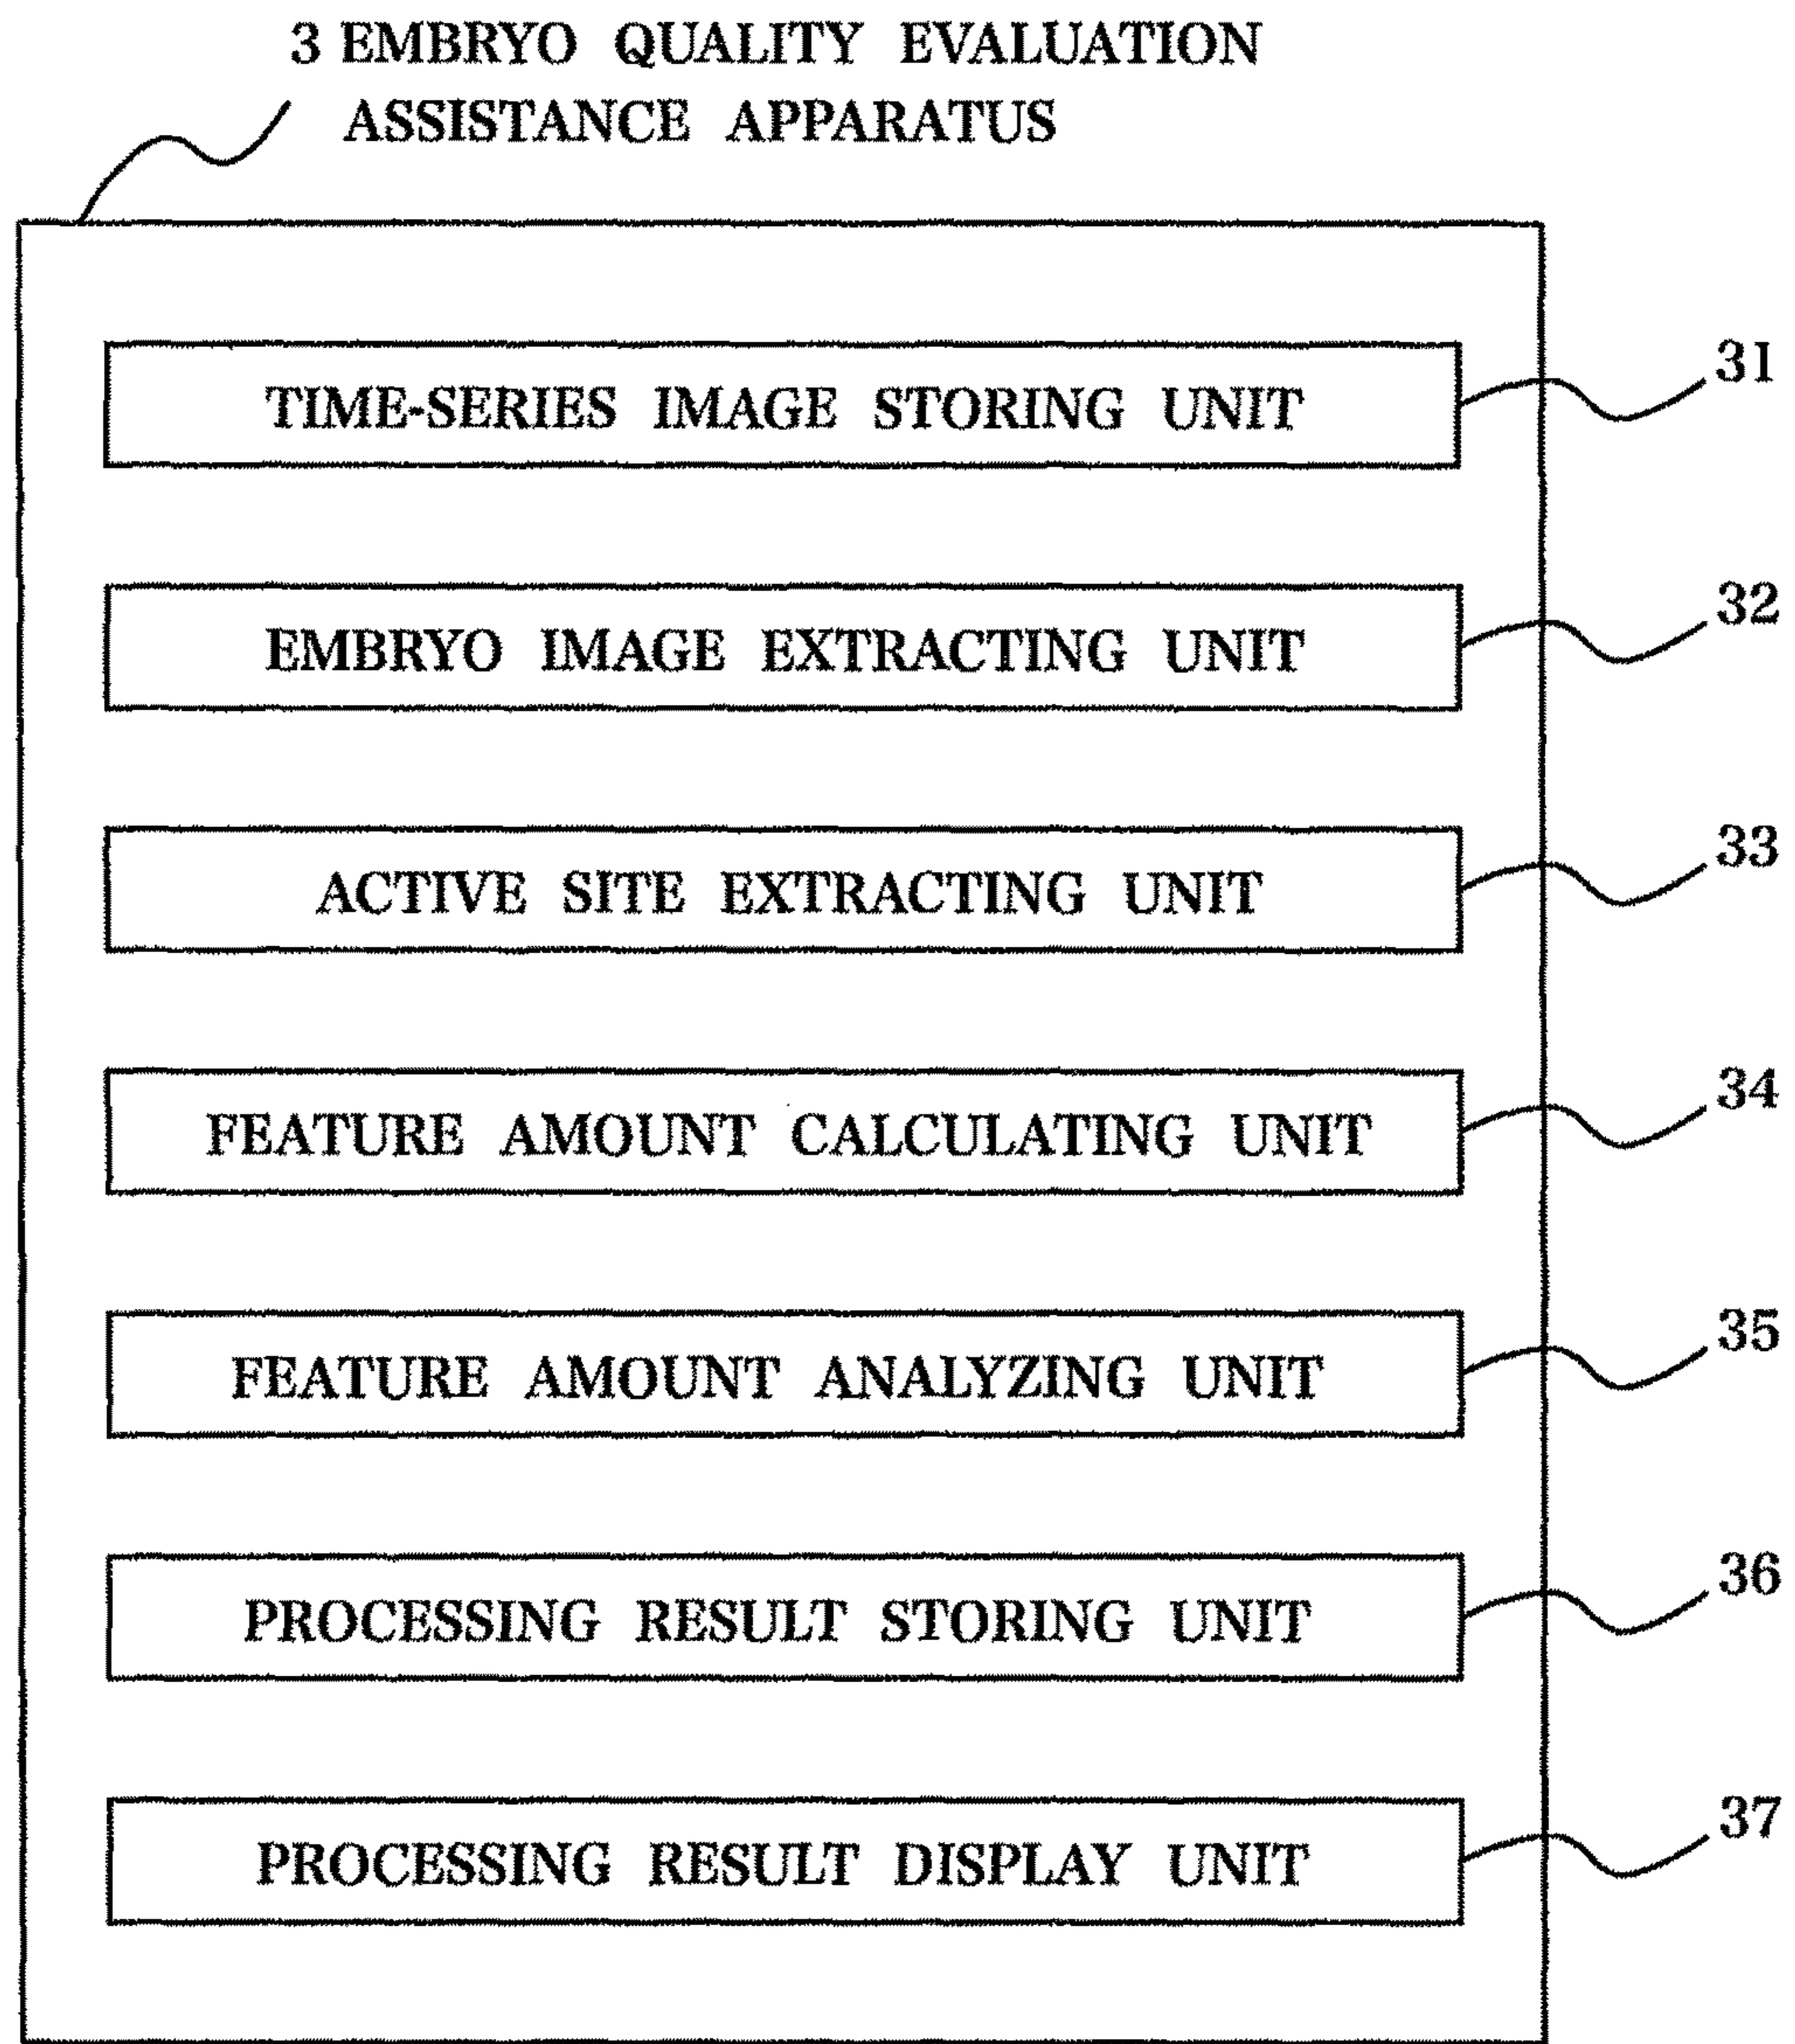 3 EMBRYO QUALITY EVALUATION
ASSISTANCE APPARATUS
TIME-SERIES IMAGE STORING UNIT
31
EMBRYO IMAGE EXTRACTING UNIT
32
ACTIVE SITE EXTRACTING UNIT
33
FEATURE AMOUNT CALCULATING UNIT
34
FEATURE AMOUNT ANALYZING UNIT
35
PROCESSING RESULT STORING UNIT
36
PROCESSING RESULT DISPLAY UNIT
37